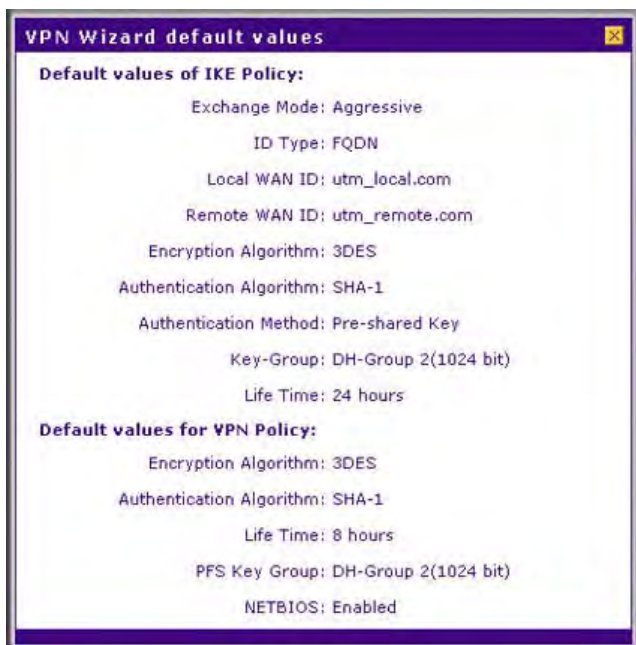 VPN Wizard default values
Default values of IKE Policy:
Exchange Mode: Aggressive
ID Type: FQDN
Local WAN ID: utm_local.com
Remote WAN ID: utm_remote.com
Encryption Algorithm: 3DES
Authentication Algorithm: SHA-1
Authentication Method: Pre-shared Key
Key-Group: DH-Group 2(1024 bit)
Life Time: 24 hours
Default values for VPN Policy:
Encryption Algorithm: 3DES
Authentication Algorithm: SHA-1
Life Time: 8 hours
PFS Key Group: DH-Group 2(1024 bit)
NETBIOS: Enabled